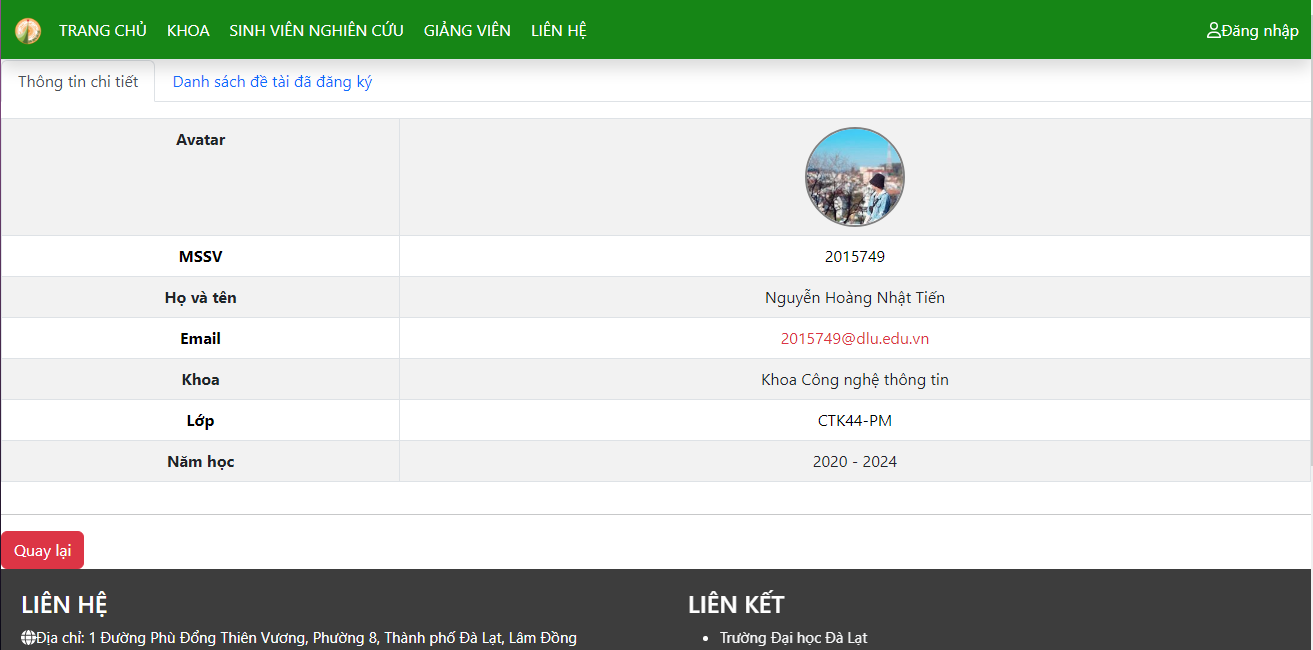 TRANG CHỦ KHOA SINH VIÊN NGHIÊN CỨU GIẢNG VIÊN LIÊN HỆ Đăng nhập
Thông tin chi tiết Danh sách đề tài đã đăng ký
Avatar
MSSV 2015749
Họ và tên Nguyễn Hoàng Nhật Tiến
Email 2015749@dlu.edu.vn
Khoa Khoa Công nghệ thông tin
Lớp CTK44-PM
Năm học 2020 - 2024
Quay lại
LIÊN HỆ LIÊN KẾT
Địa chỉ: 1 Đường Phù Đổng Thiên Vương, Phường 8, Thành phố Đà Lạt, Lâm Đồng • Trường Đại học Đà Lạt